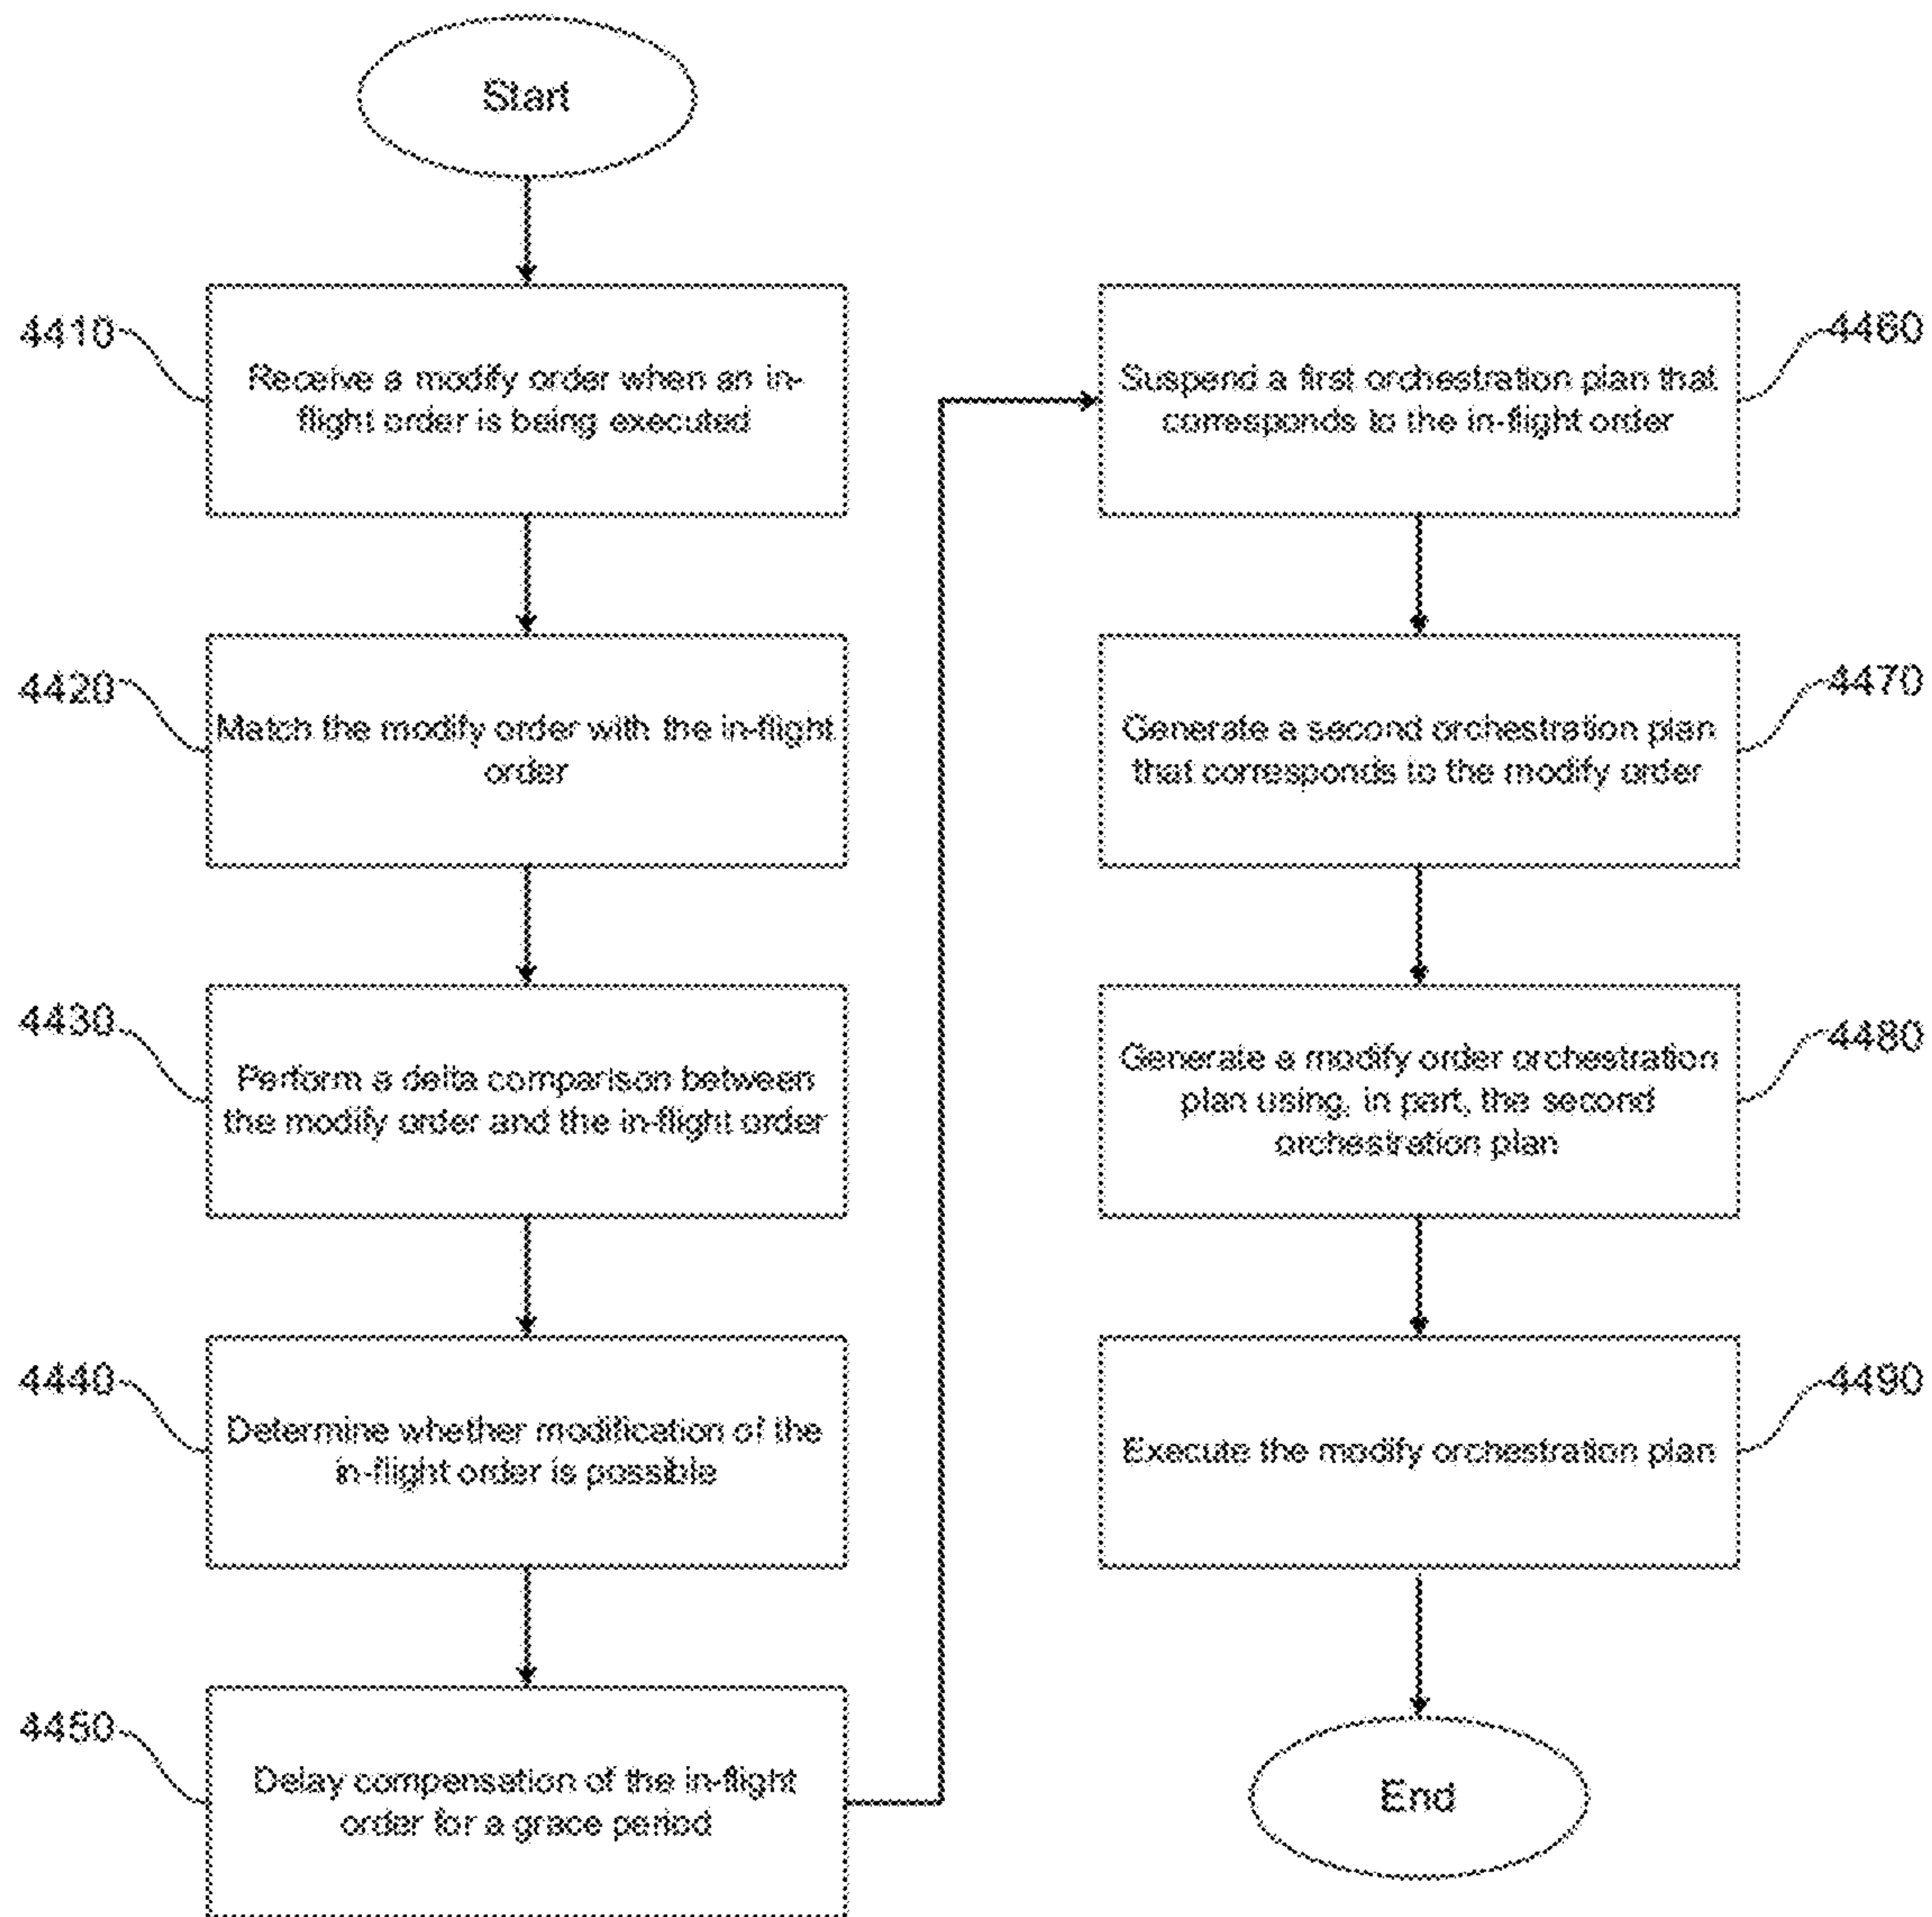 Start
4410
Receive a modify order when an in-
flight order is being executed
4420
Match the modify order with the in-flight
order
4430
Perform a delta comparison between
the modify order and the in-flight order
4440
Determine whether modification of the
in-flight order is possible
4450
Delay compensation of the in-flight
order for a grace period
4460
Suspend a first orchestration plan that
corresponds to the in-flight order
4470
Generate a second orchestration plan
that corresponds to the modify order
4480
Generate a modify order orchestration
plan using, in part, the second
orchestration plan
4490
Execute the modify orchestration plan
End